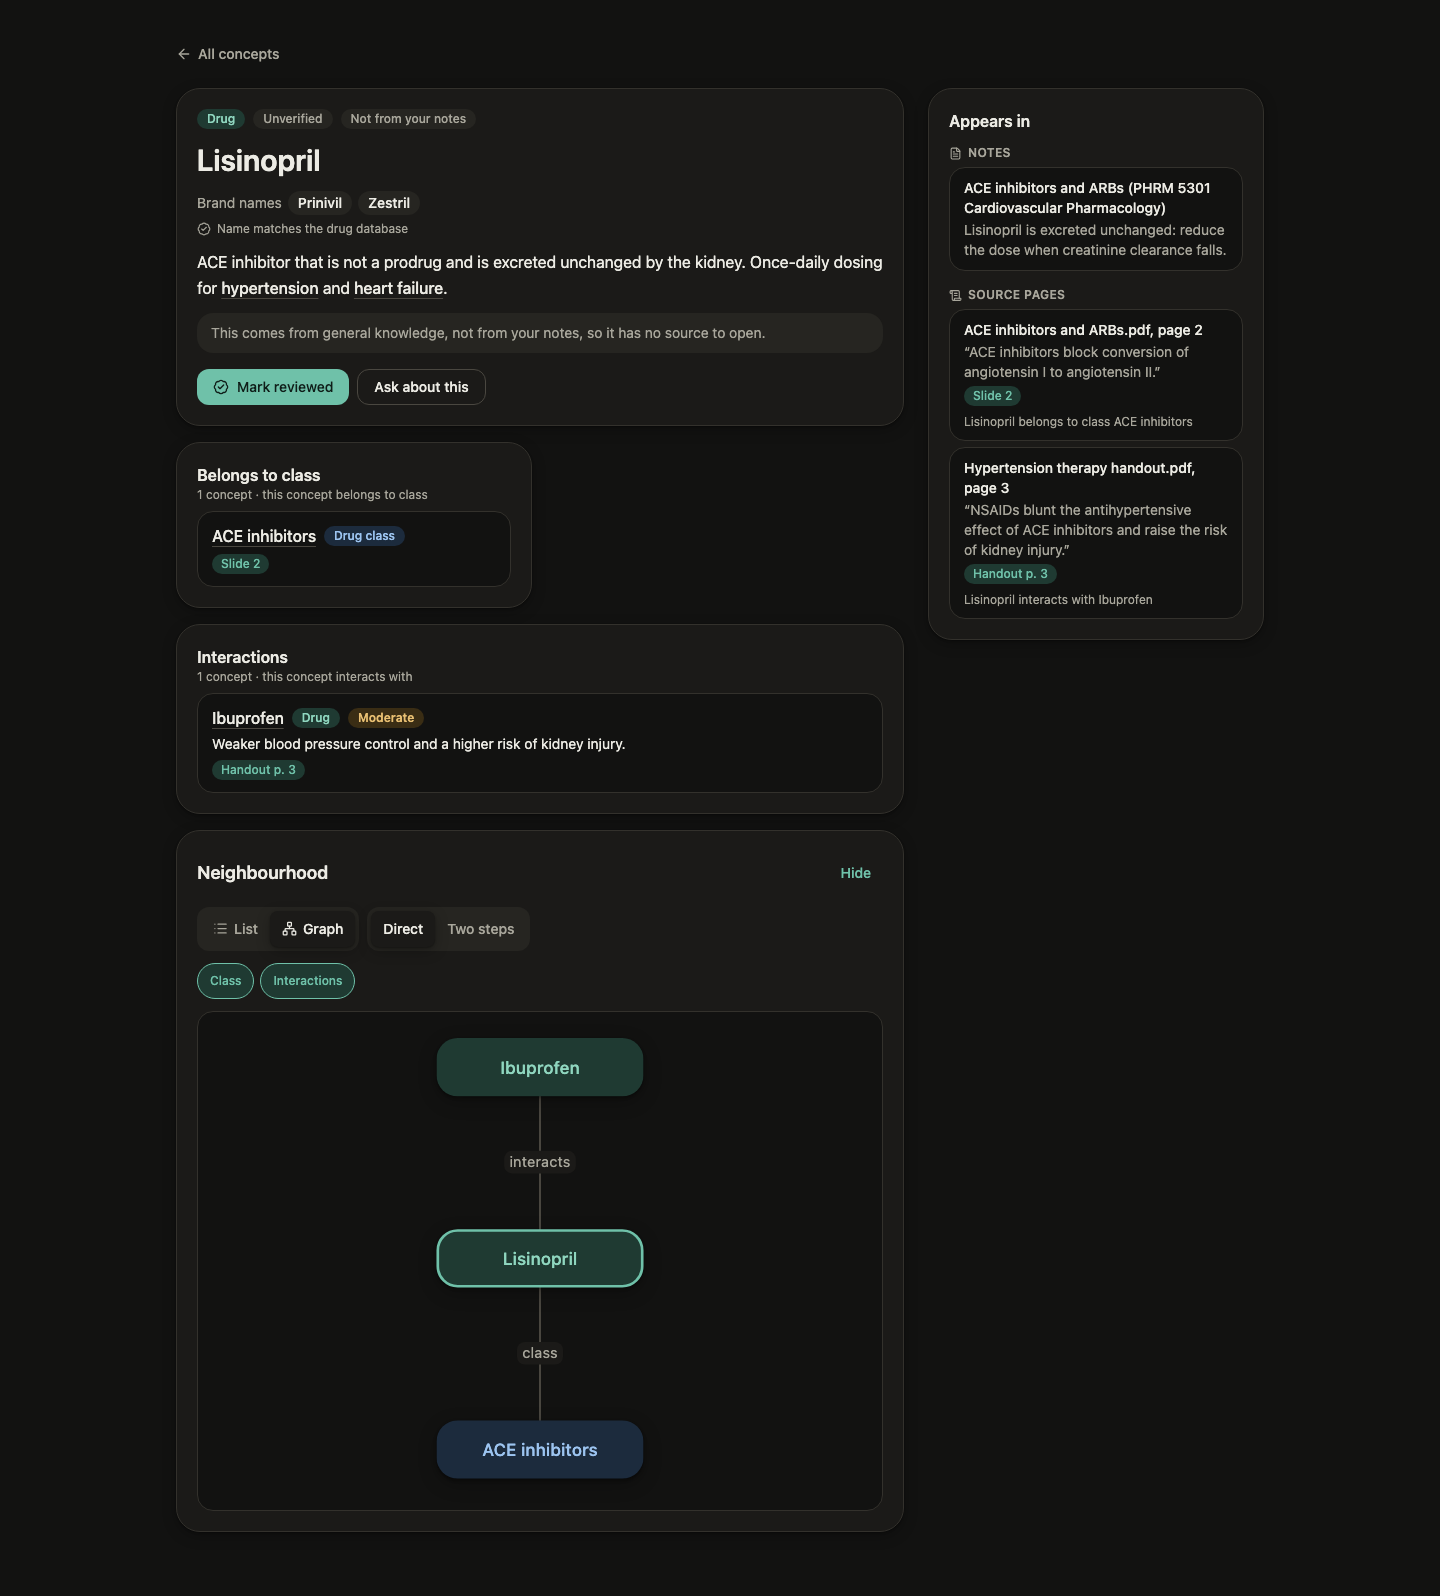 All concepts
Drug Unverified Not from your notes
Lisinopril
Brand names Prinivil Zestril
Name matches the drug database
ACE inhibitor that is not a prodrug and is excreted unchanged by the kidney. Once-daily dosing
for hypertension and heart failure.
This comes from general knowledge, not from your notes, so it has no source to open.
Mark reviewed Ask about this
Belongs to class
1 concept · this concept belongs to class
ACE inhibitors Drug class
Slide 2
Interactions
1 concept · this concept interacts with
Ibuprofen Drug Moderate
Weaker blood pressure control and a higher risk of kidney injury.
Handout p. 3
Neighbourhood Hide
List Graph Direct Two steps
Class Interactions
Ibuprofen
interacts
Lisinopril
class
ACE inhibitors
Appears in
NOTES
ACE inhibitors and ARBs (PHRM 5301
Cardiovascular Pharmacology)
Lisinopril is excreted unchanged: reduce
the dose when creatinine clearance falls.
SOURCE PAGES
ACE inhibitors and ARBs.pdf, page 2
“ACE inhibitors block conversion of
angiotensin I to angiotensin II.”
Slide 2
Lisinopril belongs to class ACE inhibitors
Hypertension therapy handout.pdf,
page 3
“NSAIDs blunt the antihypertensive
effect of ACE inhibitors and raise the risk
of kidney injury.”
Handout p. 3
Lisinopril interacts with Ibuprofen